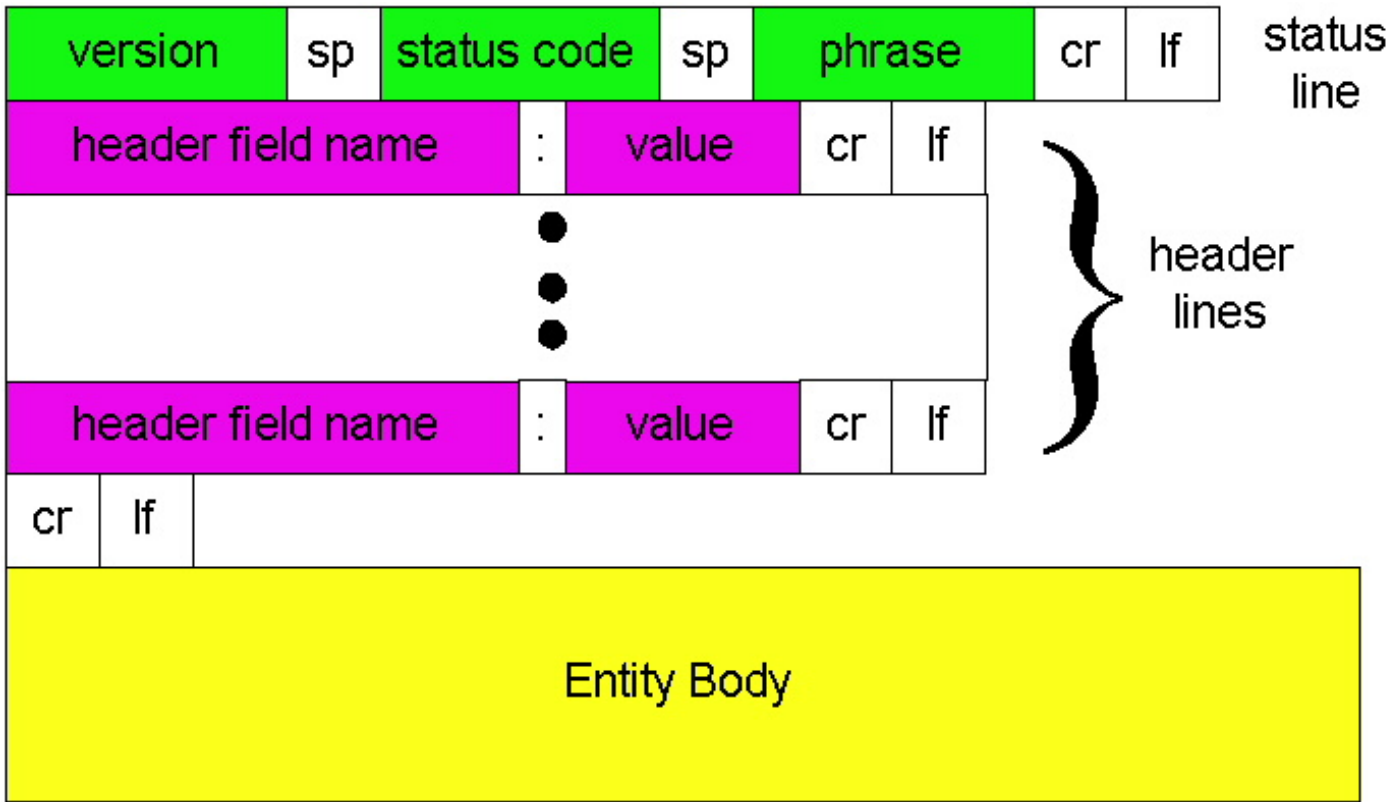 version sp status code sp phrase cr lf status line
header field name : value cr lf
header lines
header field name : value cr lf
cr lf
Entity Body